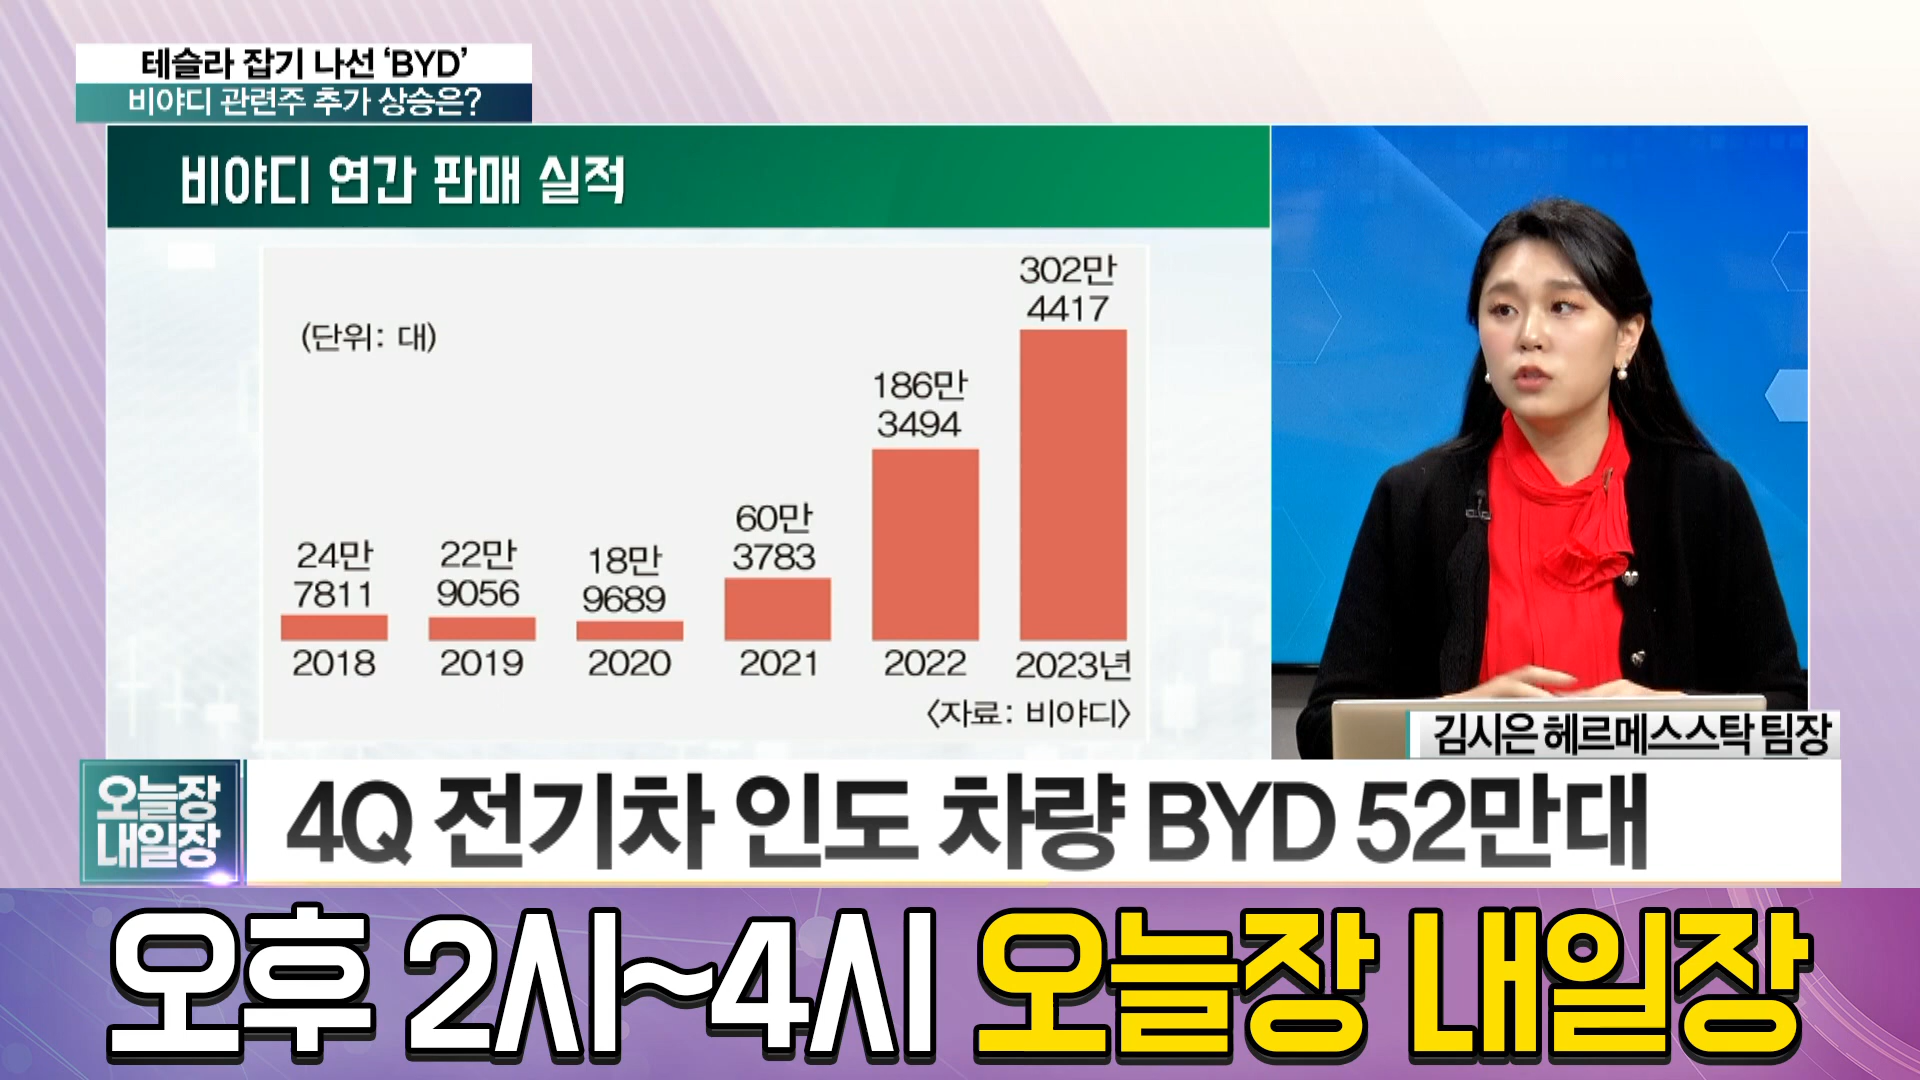 테슬라 잡기 나선 ‘BYD’
비야디 관련주 추가 상승은?
비야디 연간 판매 실적
(단위: 대)
24만
7811
22만
9056
18만
9689
60만
3783
186만
3494
302만
4417
2018 2019 2020 2021 2022 2023년
〈자료: 비야디〉
김시은 헤르메스스탁 팀장
오늘장
내일장
4Q 전기차 인도 차량 BYD 52만대
오후 2시~4시 오늘장 내일장